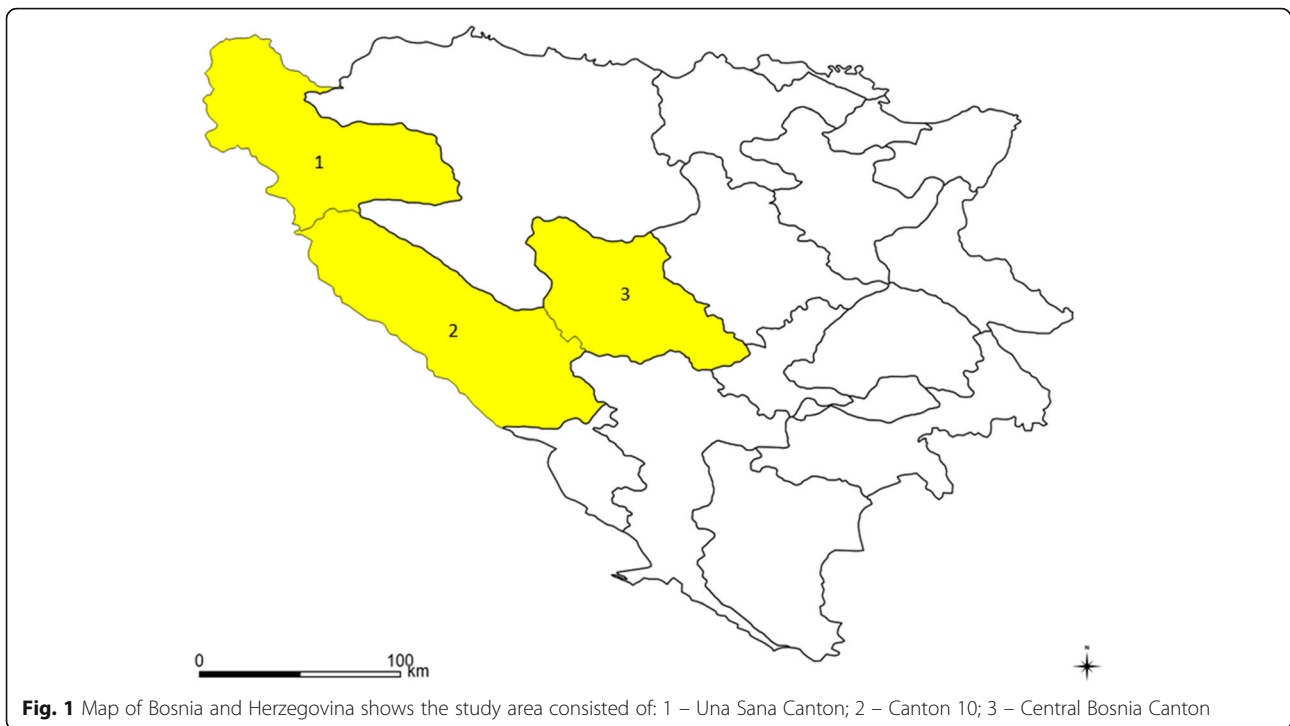 1
3
2
0 100
km
N
Fig. 1 Map of Bosnia and Herzegovina shows the study area consisted of: 1 – Una Sana Canton; 2 – Canton 10; 3 – Central Bosnia Canton